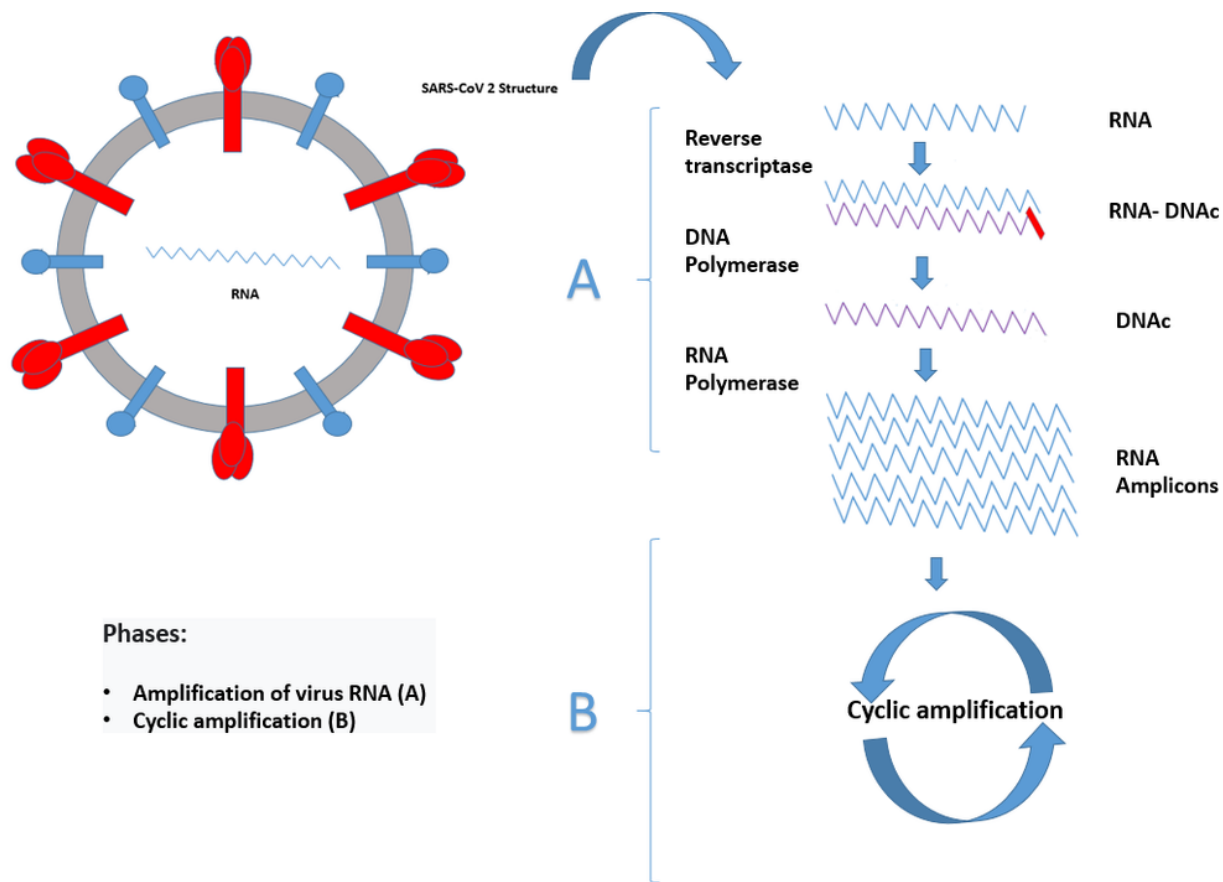 SARS-CoV 2 Structure
RNA
A
Reverse
transcriptase
DNA
Polymerase
RNA
Polymerase
RNA
RNA- DNAc
DNAc
RNA
Amplicons
Phases:
• Amplification of virus RNA (A)
• Cyclic amplification (B)
B
Cyclic amplification